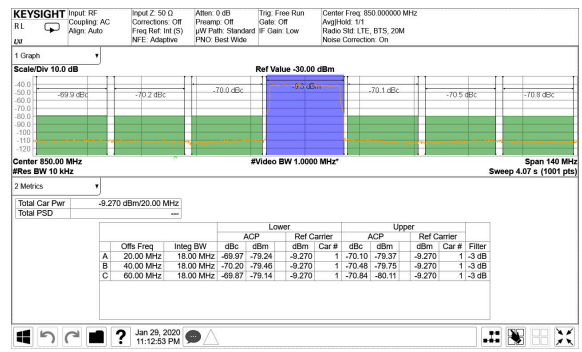 KEYSIGHT Input: RF Input Z: 50 Ω Atten: 0 dB Trig: Free Run Center Freq: 850.000000 MHz
RL Coupling: AC Corrections: Off Preamp: Off Gate: Off Avg|Hold: 1/1
Align: Auto Freq Ref: Int (S) µW Path: Standard IF Gain: Low Radio Std: LTE, BTS, 20M
LXI NFE: Adaptive PNO: Best Wide Noise Correction: On
1 Graph
Scale/Div 10.0 dB Ref Value -30.00 dBm
-40.0
-50.0
-60.0
-70.0
-80.0
-90.0
-100
-110
-120
-69.9 dBc -70.2 dBc -70.0 dBc -70.1 dBc -70.5 dBc -70.8 dBc
Center 850.00 MHz #Video BW 1.0000 MHz* Span 140 MHz
#Res BW 10 kHz Sweep 4.07 s (1001 pts)
2 Metrics
Total Car Pwr -9.270 dBm/20.00 MHz
Total PSD ---
Lower Upper
ACP Ref Carrier ACP Ref Carrier
Offs Freq Integ BW dBc dBm dBm Car # dBc dBm dBm Car # Filter
A 20.00 MHz 18.00 MHz -69.97 -79.24 -9.270 1 -70.10 -79.37 -9.270 1 -3 dB
B 40.00 MHz 18.00 MHz -70.20 -79.46 -9.270 1 -70.48 -79.75 -9.270 1 -3 dB
C 60.00 MHz 18.00 MHz -69.87 -79.14 -9.270 1 -70.84 -80.11 -9.270 1 -3 dB
? Jan 29, 2020
11:12:53 PM